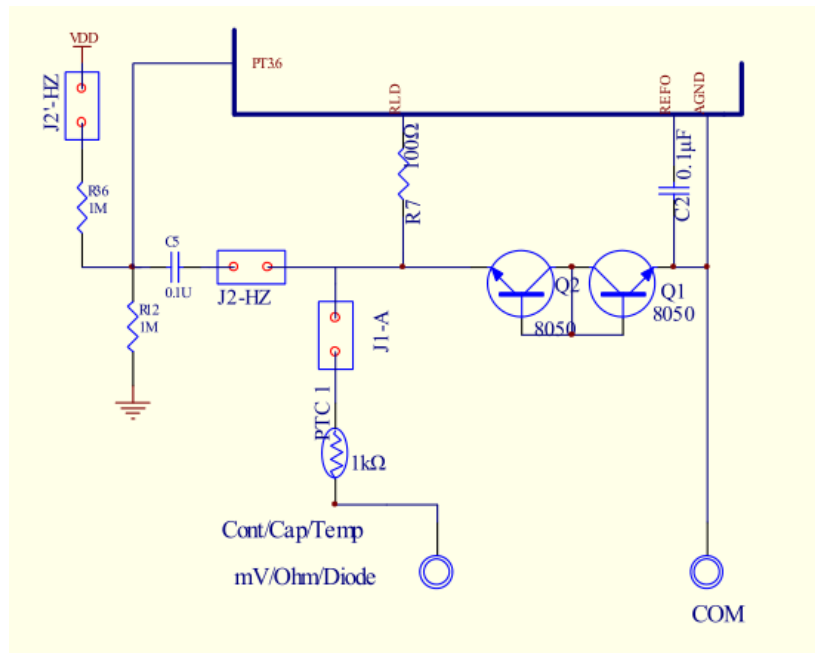 VDD
J2'-HZ
PT3.6
RLD
REFO
AGND
100Ω
R7
0.1μF
C2
R36
1M
C5
0.1U
J2-HZ
R12
1M
J1-A
Q2
8050
Q1
8050
PTC 1
1kΩ
Cont/Cap/Temp
mV/Ohm/Diode
COM